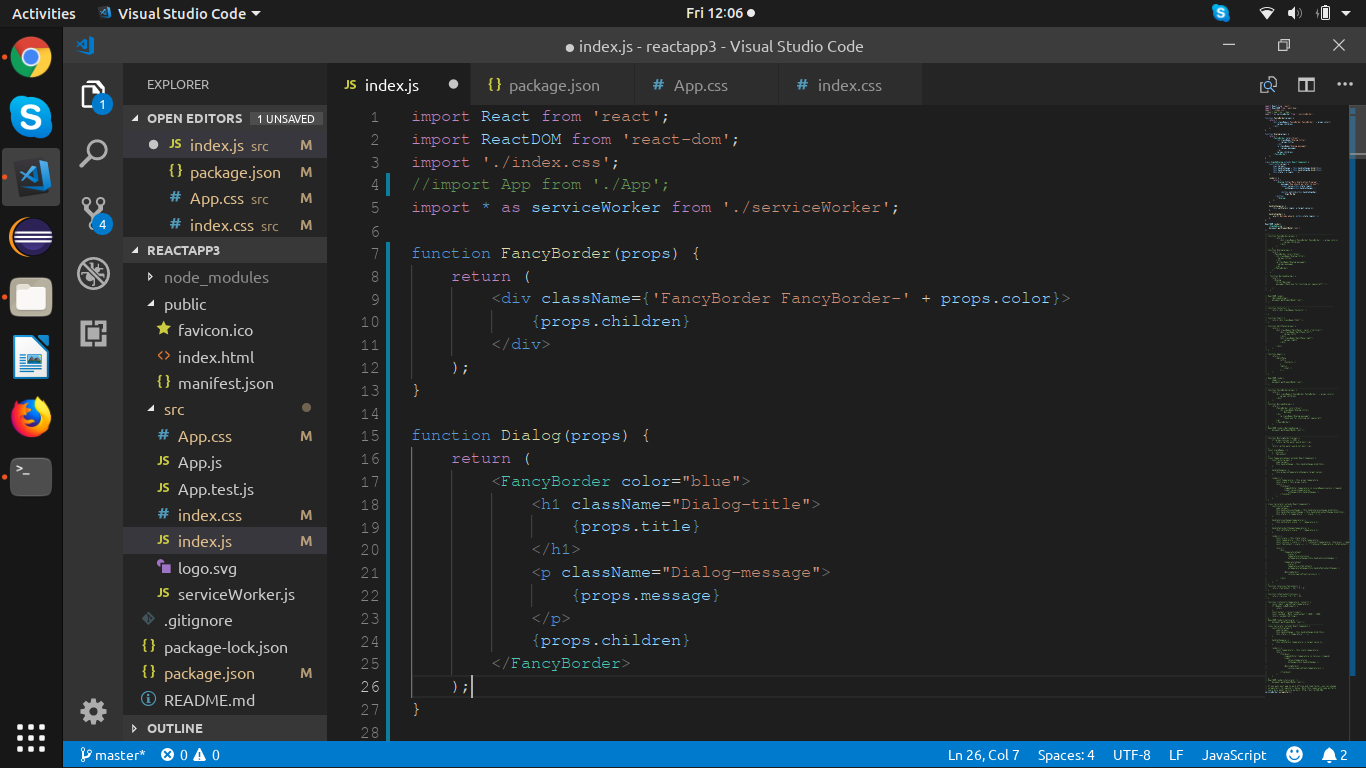 Activities Visual Studio Code Fri 12:06
index.js - reactapp3 - Visual Studio Code
EXPLORER
OPEN EDITORS 1 UNSAVED
JS index.js src M
{} package.json M
# App.css src M
# index.css src M
REACTAPP3
node_modules
public
favicon.ico
<> index.html
{} manifest.json
src
# App.css M
JS App.js
JS App.test.js
# index.css M
JS index.js M
logo.svg
JS serviceWorker.js
.gitignore
{} package-lock.json
{} package.json M
README.md
OUTLINE
1
4
JS index.js {} package.json # App.css # index.css
1 import React from 'react';
2 import ReactDOM from 'react-dom';
3 import './index.css';
4 //import App from './App';
5 import * as serviceWorker from './serviceWorker';
6
7 function FancyBorder(props) {
8 return (
9 <div className={'FancyBorder FancyBorder-' + props.color}>
10 {props.children}
11 </div>
12 );
13 }
14
15 function Dialog(props) {
16 return (
17 <FancyBorder color="blue">
18 <h1 className="Dialog-title">
19 {props.title}
20 </h1>
21 <p className="Dialog-message">
22 {props.message}
23 </p>
24 {props.children}
25 </FancyBorder>
26 );
27 }
28
master* 0 0 Ln 26, Col 7 Spaces: 4 UTF-8 LF JavaScript 2